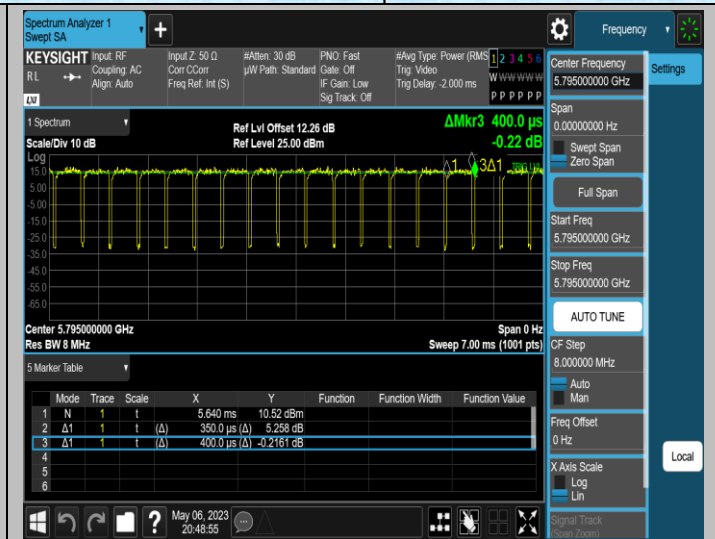 Spectrum Analyzer 1
Swept SA
+
Frequency
KEYSIGHT
RL
LXI
Input: RF
Coupling: AC
Align: Auto
Input Z: 50 Ω
Corr CCorr
Freq Ref: Int (S)
#Atten: 30 dB
µW Path: Standard
PNO: Fast
Gate: Off
IF Gain: Low
Sig Track: Off
#Avg Type: Power (RMS
Trig: Video
Trig Delay: -2.000 ms
1 2 3 4 5 6
W W W W W W
P P P P P P
1 Spectrum
Scale/Div 10 dB
Ref Lvl Offset 12.26 dB
Ref Level 25.00 dBm
ΔMkr3 400.0 µs
-0.22 dB
Log
15.0
5.00
-5.00
-15.0
-25.0
-35.0
-45.0
-55.0
-65.0
1
3Δ1
Center 5.795000000 GHz
Res BW 8 MHz
Span 0 Hz
Sweep 7.00 ms (1001 pts)
5 Marker Table
Mode Trace Scale X Y Function Function Width Function Value
1 N 1 t 5.640 ms 10.52 dBm
2 Δ1 1 t (Δ) 350.0 µs (Δ) 5.258 dB
3 Δ1 1 t (Δ) 400.0 µs (Δ) -0.2161 dB
4
5
6
May 06, 2023
20:48:55
Center Frequency
5.795000000 GHz
Span
0.00000000 Hz
Swept Span
Zero Span
Full Span
Start Freq
5.795000000 GHz
Stop Freq
5.795000000 GHz
AUTO TUNE
CF Step
8.000000 MHz
Auto
Man
Freq Offset
0 Hz
X Axis Scale
Log
Lin
Signal Track
(Span Zoom)
Settings
Local